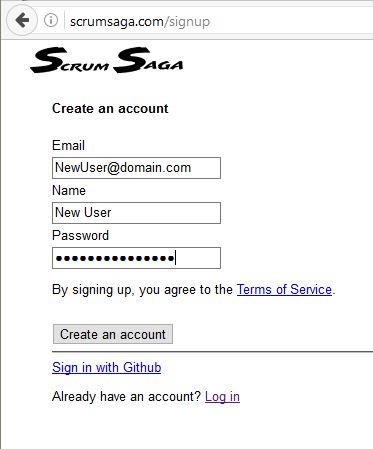 scrumsaga.com/signup
SCRUM SAGA
Create an account
Email
NewUser@domain.com
Name
New User
Password
●●●●●●●●●●●●●●●
By signing up, you agree to the Terms of Service.
Create an account
Sign in with Github
Already have an account? Log in